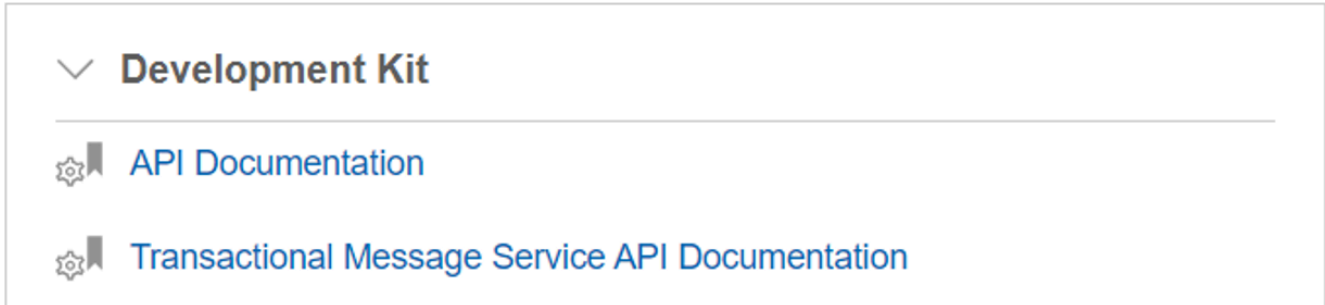 Development Kit
API Documentation
Transactional Message Service API Documentation